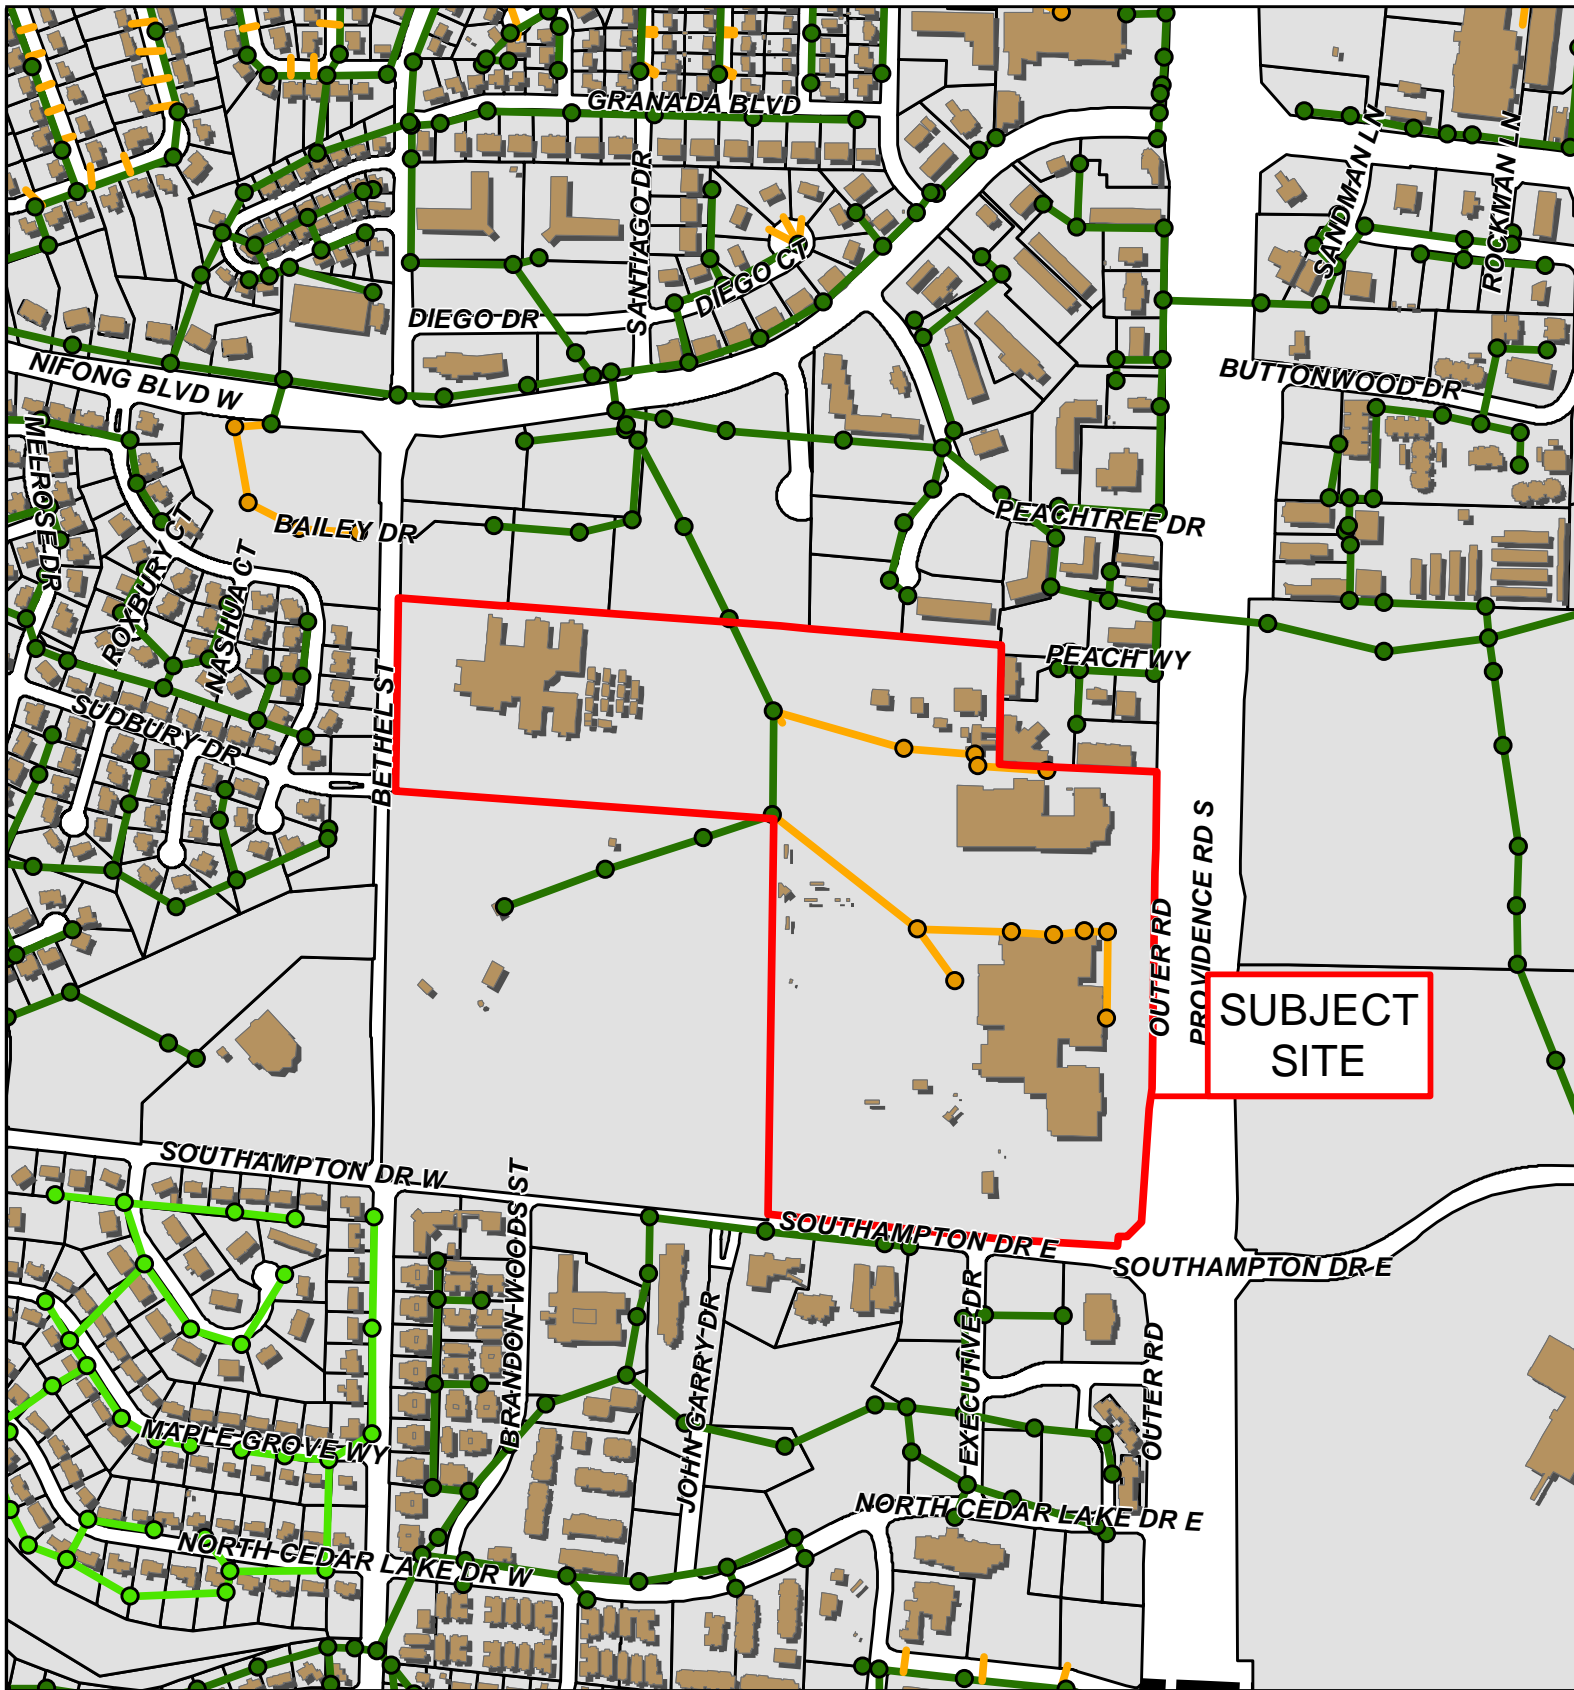 GRANADA BLVD
SANDMAN LN
ROCKMAN LN
SANTIAGO DR
DIEGO CT
DIEGO DR
NIFONG BLVD W
BUTTONWOOD DR
MELROSE DR
BAILEY DR
PEACHTREE DR
ROXBURY CT
NASHUA CT
PEACH WY
SUDBURY DR
BETHEL ST
OUTER RD
PROVIDENCE RD S
SUBJECT
SITE
SOUTHAMPTON DR W
BRANDON WOODS ST
SOUTHAMPTON DR E
SOUTHAMPTON DR E
EXECUTIVE DR
JOHN GARRY DR
OUTER RD
MAPLE GROVE WY
NORTH CEDAR LAKE DR E
NORTH CEDAR LAKE DR W